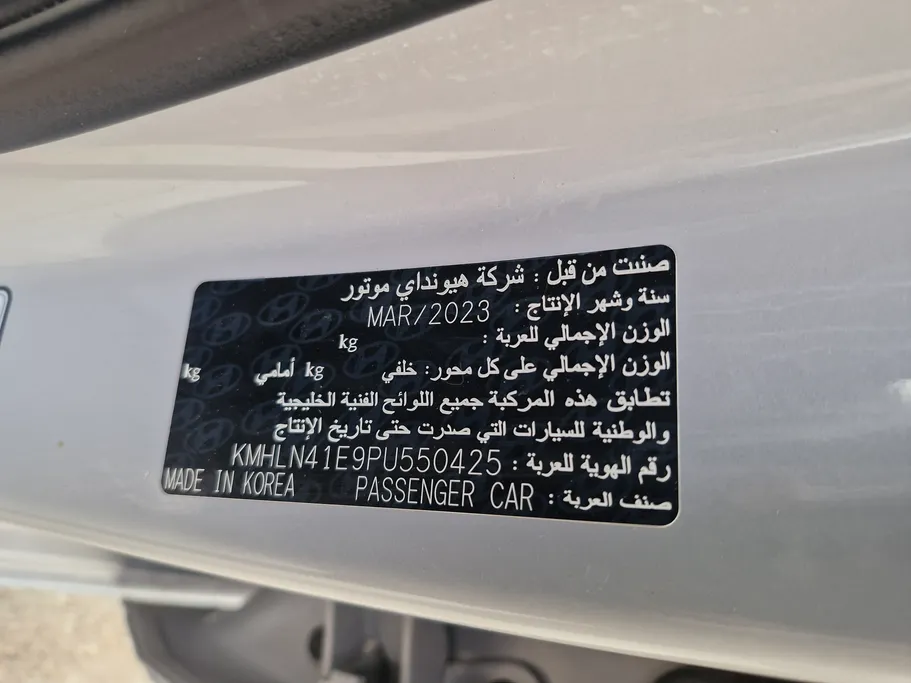 صنت من قبل : شركة هيونداي موتور
سنة وشهر الإنتاج : MAR/2023
الوزن الإجمالي للعربة : kg
الوزن الإجمالي على كل محور: خلفي kg أمامي kg
تطابق هذه المركبة جميع اللوائح الفنية الخليجية
والوطنية للسيارات التي صدرت حتى تاريخ الإنتاج
رقم الهوية للعربة : KMHLN41E9PU550425
صنف العربة : PASSENGER CAR MADE IN KOREA